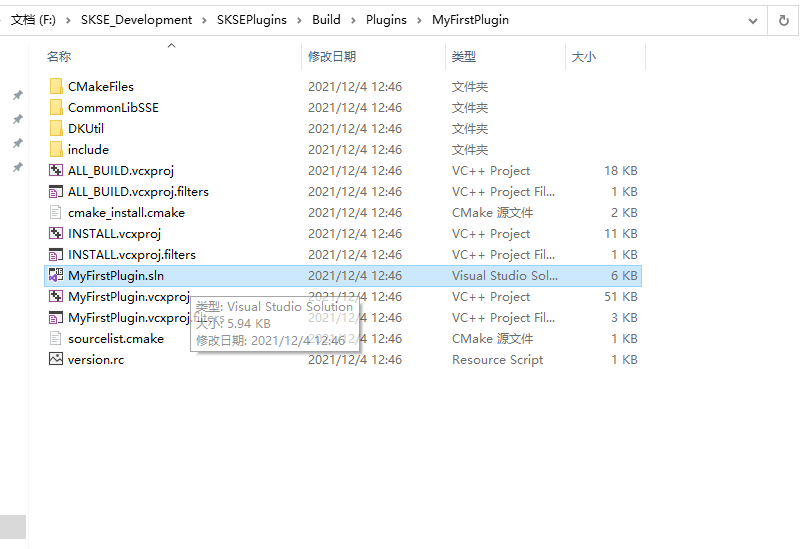 文档 (F:) › SKSE_Development › SKSEPlugins › Build › Plugins › MyFirstPlugin
名称 修改日期 类型 大小
CMakeFiles 2021/12/4 12:46 文件夹
CommonLibSSE 2021/12/4 12:46 文件夹
DKUtil 2021/12/4 12:46 文件夹
include 2021/12/4 12:46 文件夹
ALL_BUILD.vcxproj 2021/12/4 12:46 VC++ Project 18 KB
ALL_BUILD.vcxproj.filters 2021/12/4 12:46 VC++ Project Fil... 1 KB
cmake_install.cmake 2021/12/4 12:46 CMake 源文件 2 KB
INSTALL.vcxproj 2021/12/4 12:46 VC++ Project 11 KB
INSTALL.vcxproj.filters 2021/12/4 12:46 VC++ Project Fil... 1 KB
MyFirstPlugin.sln 2021/12/4 12:46 Visual Studio Sol... 6 KB
MyFirstPlugin.vcxproj 2021/12/4 12:46 VC++ Project 51 KB
类型: Visual Studio Solution
MyFirstPlugin.vcxproj.filters 2021/12/4 12:46 VC++ Project Fil... 3 KB
大小: 5.94 KB
sourcelist.cmake 2021/12/4 12:46 CMake 源文件 1 KB
修改日期: 2021/12/4 12:46
version.rc 2021/12/4 12:46 Resource Script 1 KB